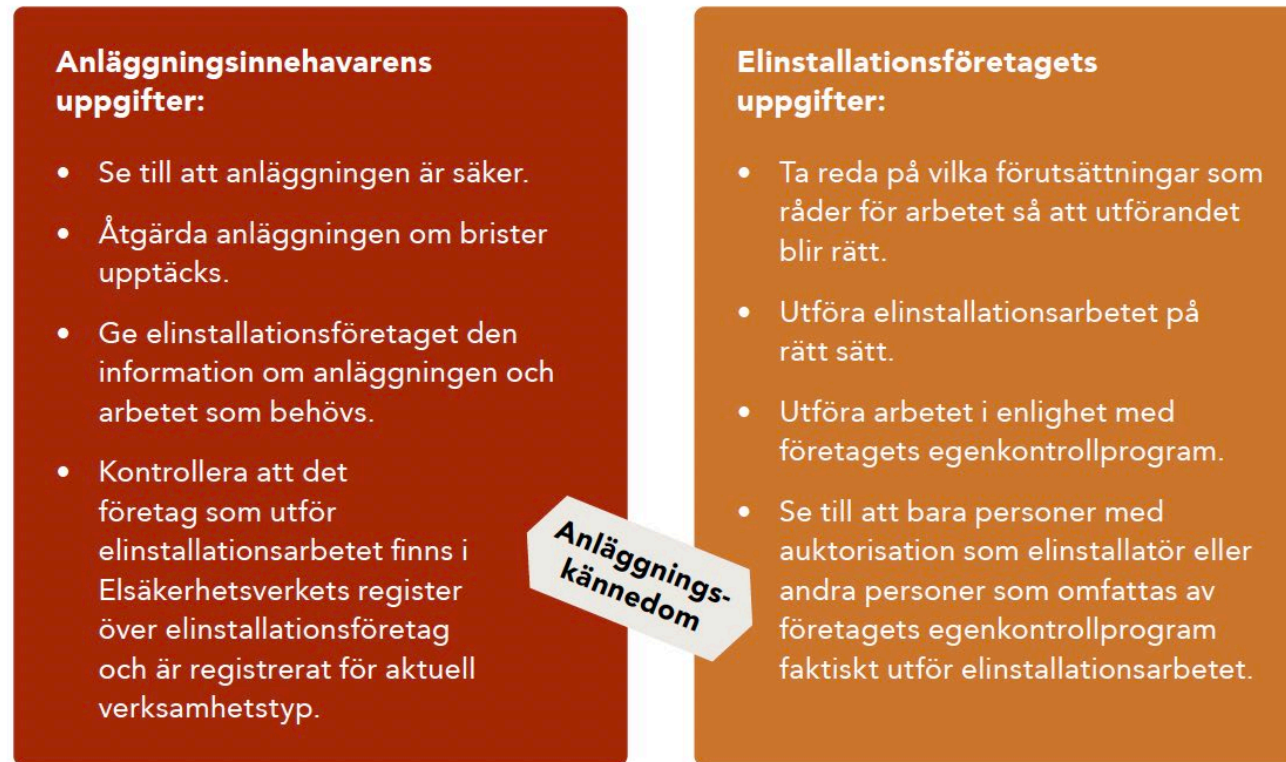 Anläggningsinnehavarens
uppgifter:
• Se till att anläggningen är säker.
• Åtgärda anläggningen om brister
upptäcks.
• Ge elinstallationsföretaget den
information om anläggningen och
arbetet som behövs.
• Kontrollera att det
företag som utför
elinstallationsarbetet finns i
Elsäkerhetsverkets register
över elinstallationsföretag
och är registrerat för aktuell
verksamhetstyp.
Anläggnings-
kännedom
Elinstallationsföretagets
uppgifter:
• Ta reda på vilka förutsättningar som
råder för arbetet så att utförandet
blir rätt.
• Utföra elinstallationsarbetet på
rätt sätt.
• Utföra arbetet i enlighet med
företagets egenkontrollprogram.
• Se till att bara personer med
auktorisation som elinstallatör eller
andra personer som omfattas av
företagets egenkontrollprogram
faktiskt utför elinstallationsarbetet.